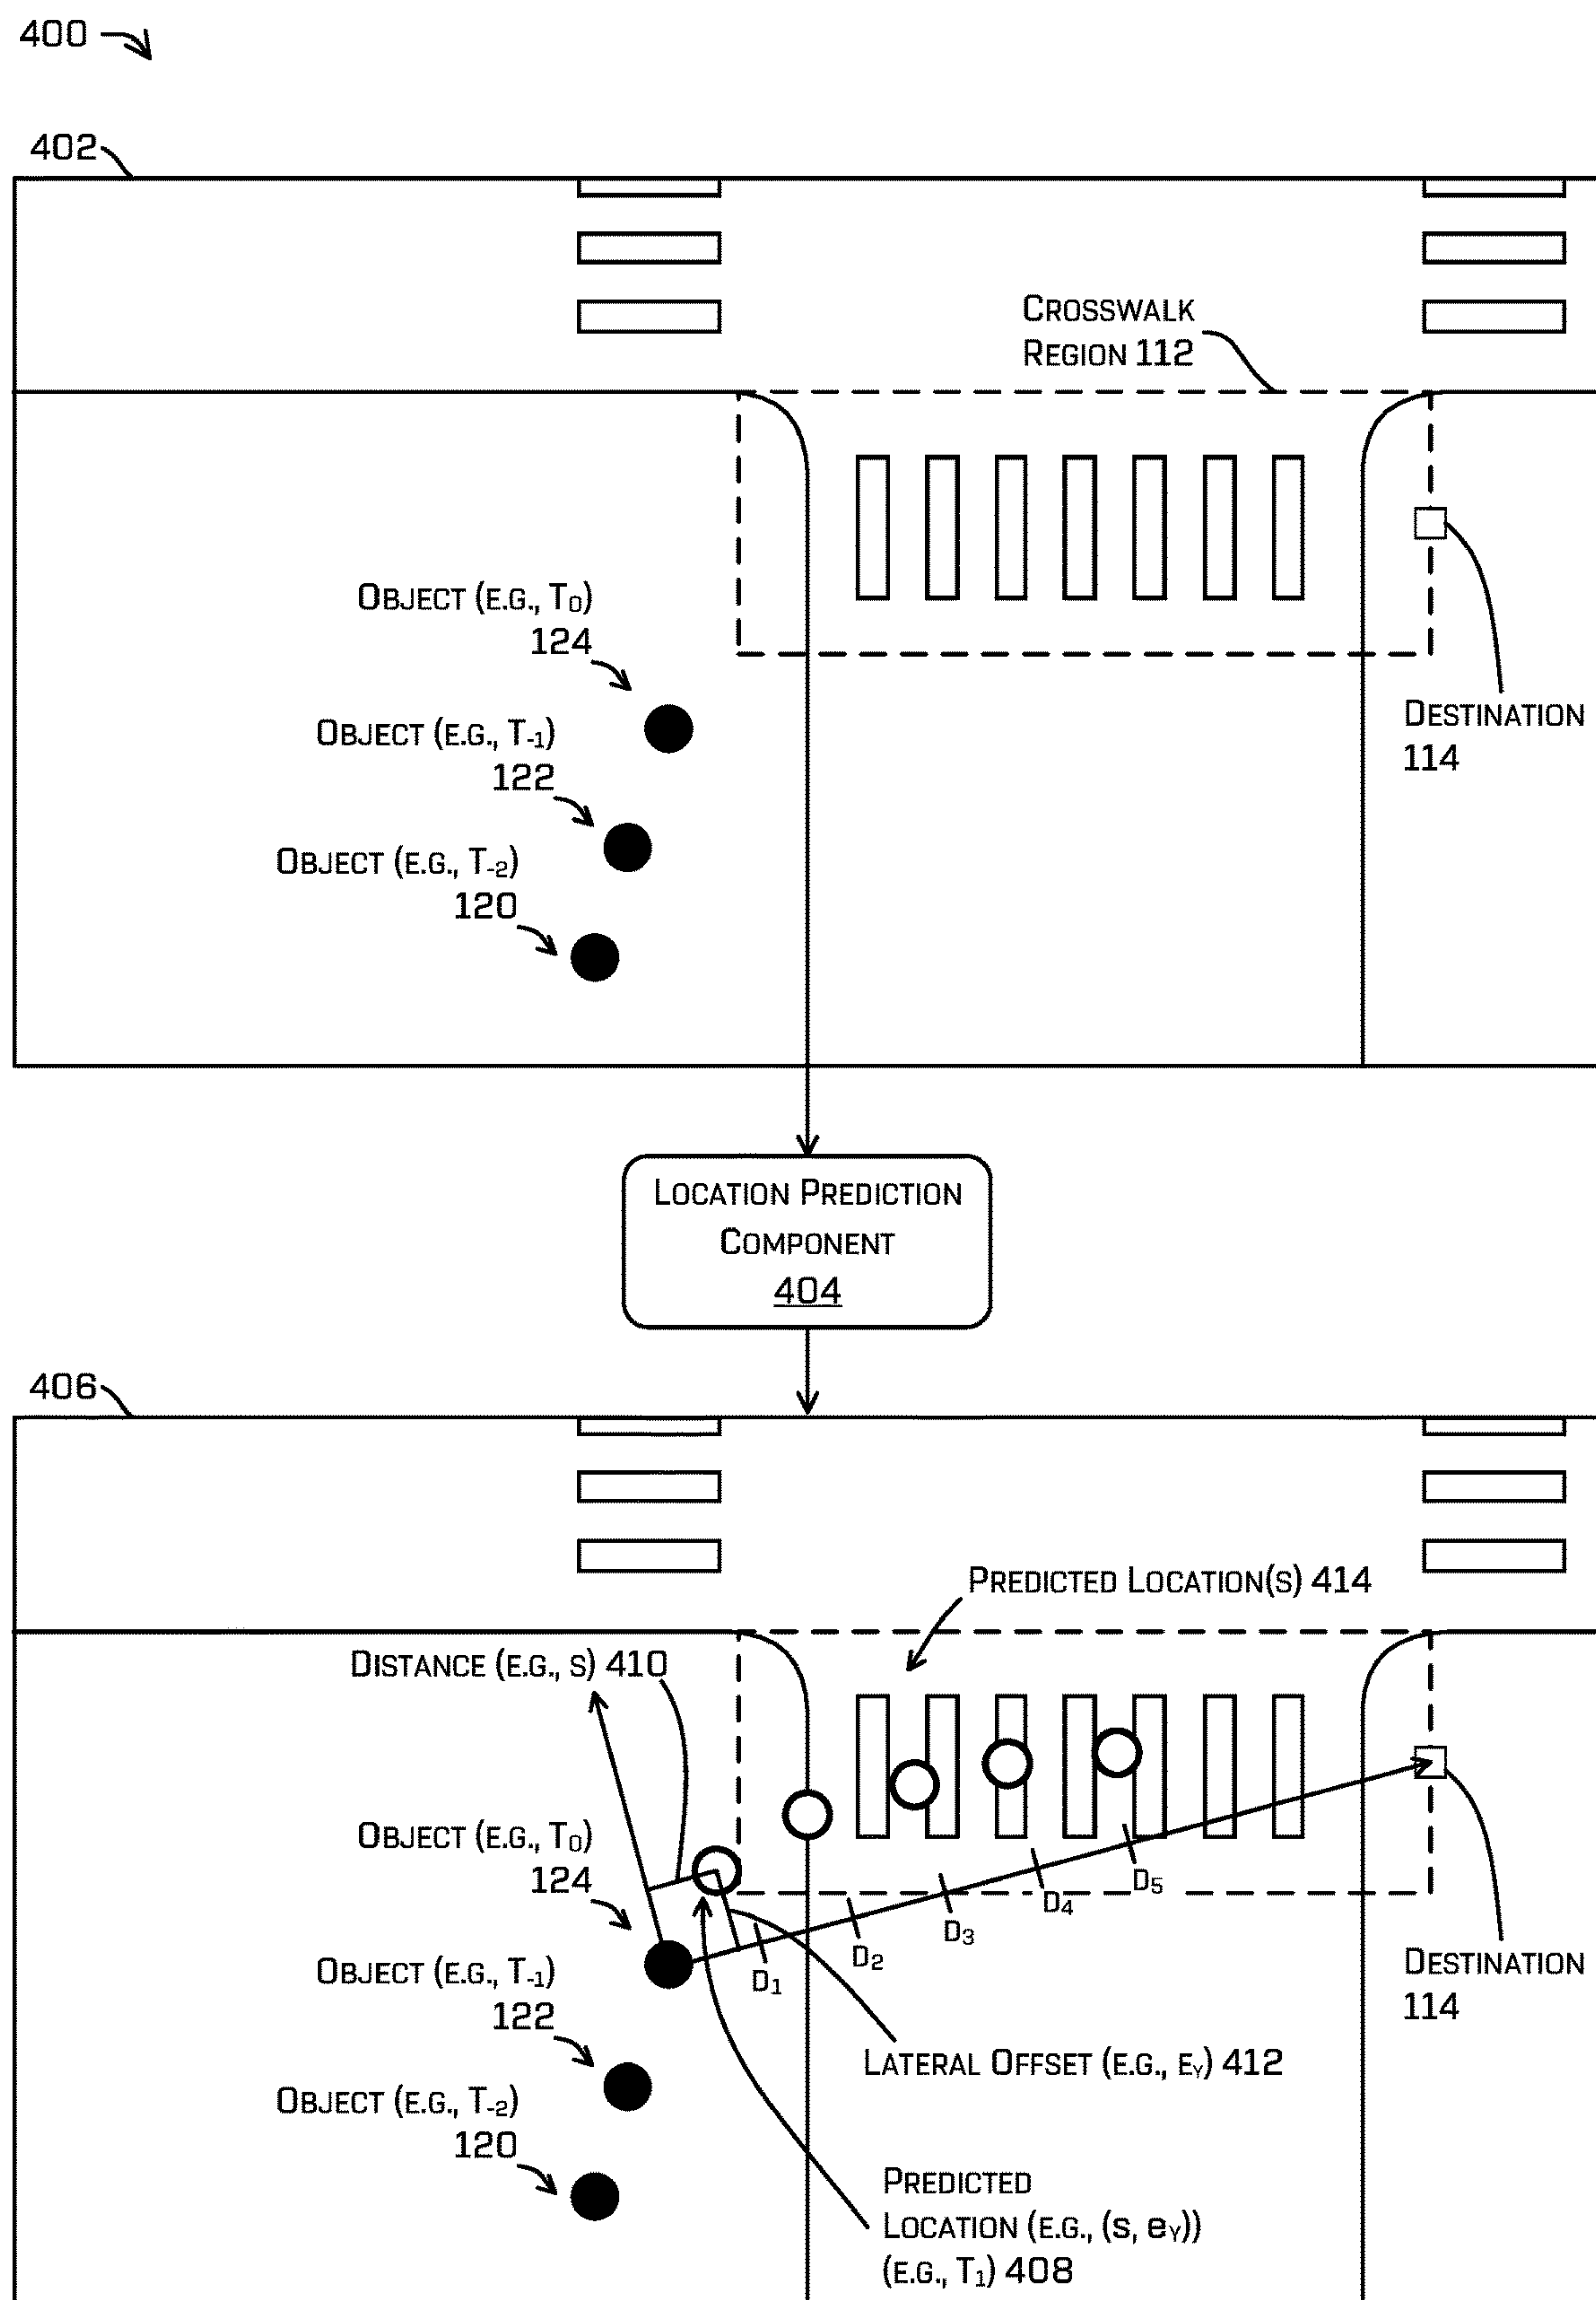 400
402
CROSSWALK
REGION 112
OBJECT (E.G., T₀)
124
OBJECT (E.G., T₋₁)
122
OBJECT (E.G., T₋₂)
120
DESTINATION
114
LOCATION PREDICTION
COMPONENT
404
406
PREDICTED LOCATION(S) 414
DISTANCE (E.G., S) 410
OBJECT (E.G., T₀)
124
D₁
D₂
D₃
D₄
D₅
OBJECT (E.G., T₋₁)
122
DESTINATION
114
LATERAL OFFSET (E.G., EY) 412
OBJECT (E.G., T₋₂)
120
PREDICTED
LOCATION (E.G., (s, eY))
(E.G., T₁) 408